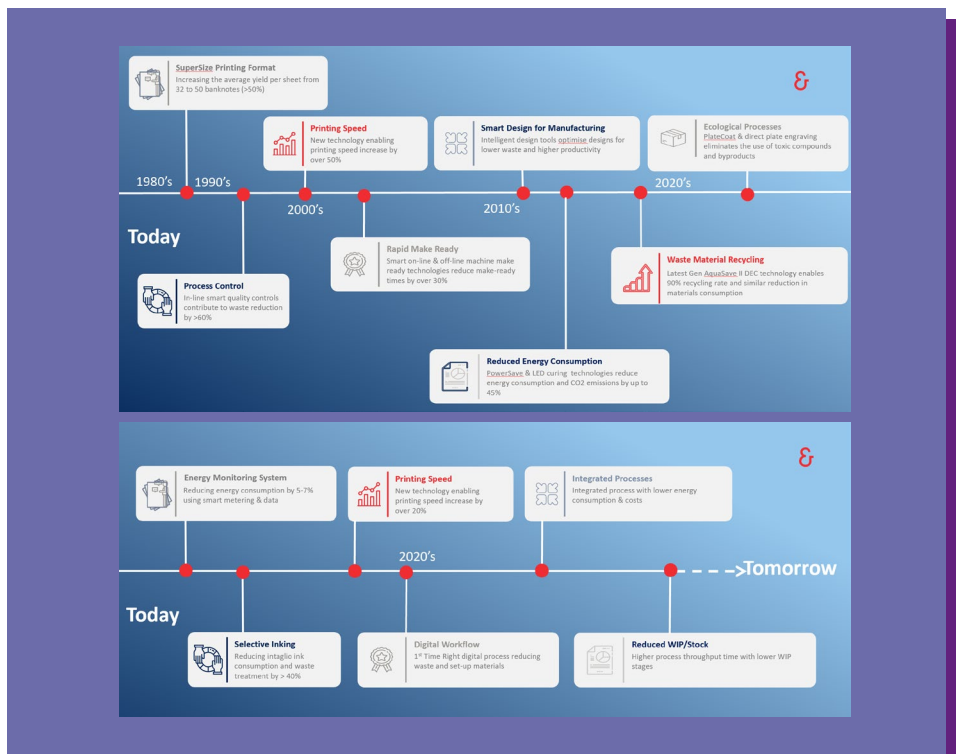 SuperSize Printing Format
Increasing the average yield per sheet from
32 to 50 banknotes (>50%)
&
Printing Speed
New technology enabling
printing speed increase by
over 50%
Smart Design for Manufacturing
Intelligent design tools optimise designs for
lower waste and higher productivity
Ecological Processes
PlateCoat & direct plate engraving
eliminates the use of toxic compounds
and byproducts
1980's
1990's
2000's
2010's
2020's
Today
Process Control
In-line smart quality controls
contribute to waste reduction
by >60%
Rapid Make Ready
Smart on-line & off-line machine make
ready technologies reduce make-ready
times by over 30%
Waste Material Recycling
Latest Gen AquaSave II DEC technology enables
90% recycling rate and similar reduction in
materials consumption
Reduced Energy Consumption
PowerSave & LED curing technologies reduce
energy consumption and CO2 emissions by up to
45%
&
Energy Monitoring System
Reducing energy consumption by 5-7%
using smart metering & data
Printing Speed
New technology enabling
printing speed increase by
over 20%
Integrated Processes
Integrated process with lower energy
consumption & costs
2020's
Tomorrow
Today
Selective Inking
Reducing intaglio ink
consumption and waste
treatment by > 40%
Digital Workflow
1st Time Right digital process reducing
waste and set-up materials
Reduced WIP/Stock
Higher process throughput time with lower WIP
stages